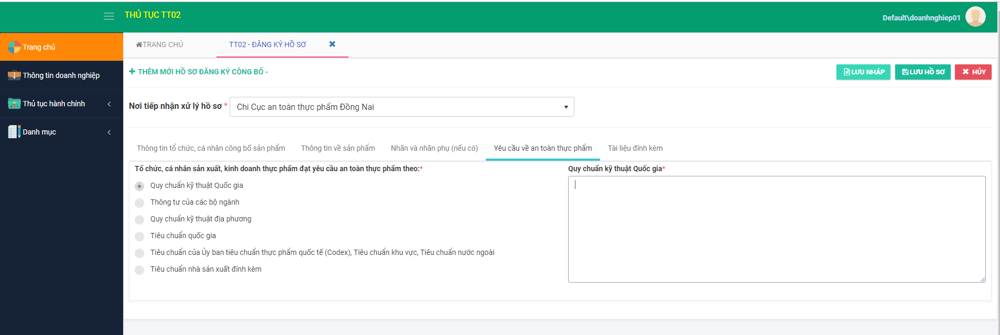 THỦ TỤC TT02
Default\doanhnghiep01
Trang chủ
Thông tin doanh nghiệp
Thủ tục hành chính
Danh mục
TRANG CHỦ
TT02 - ĐĂNG KÝ HỒ SƠ
THÊM MỚI HỒ SƠ ĐĂNG KÝ CÔNG BỐ -
LƯU NHÁP
LƯU HỒ SƠ
HỦY
Nơi tiếp nhận xử lý hồ sơ *
Chi Cục an toàn thực phẩm Đồng Nai
Thông tin tổ chức, cá nhân công bố sản phẩm
Thông tin về sản phẩm
Nhãn và nhãn phụ (nếu có)
Yêu cầu về an toàn thực phẩm
Tài liệu đính kèm
Tổ chức, cá nhân sản xuất, kinh doanh thực phẩm đạt yêu cầu an toàn thực phẩm theo:*
Quy chuẩn kỹ thuật Quốc gia
Thông tư của các bộ ngành
Quy chuẩn kỹ thuật địa phương
Tiêu chuẩn quốc gia
Tiêu chuẩn của Ủy ban tiêu chuẩn thực phẩm quốc tế (Codex), Tiêu chuẩn khu vực, Tiêu chuẩn nước ngoài
Tiêu chuẩn nhà sản xuất đính kèm
Quy chuẩn kỹ thuật Quốc gia*